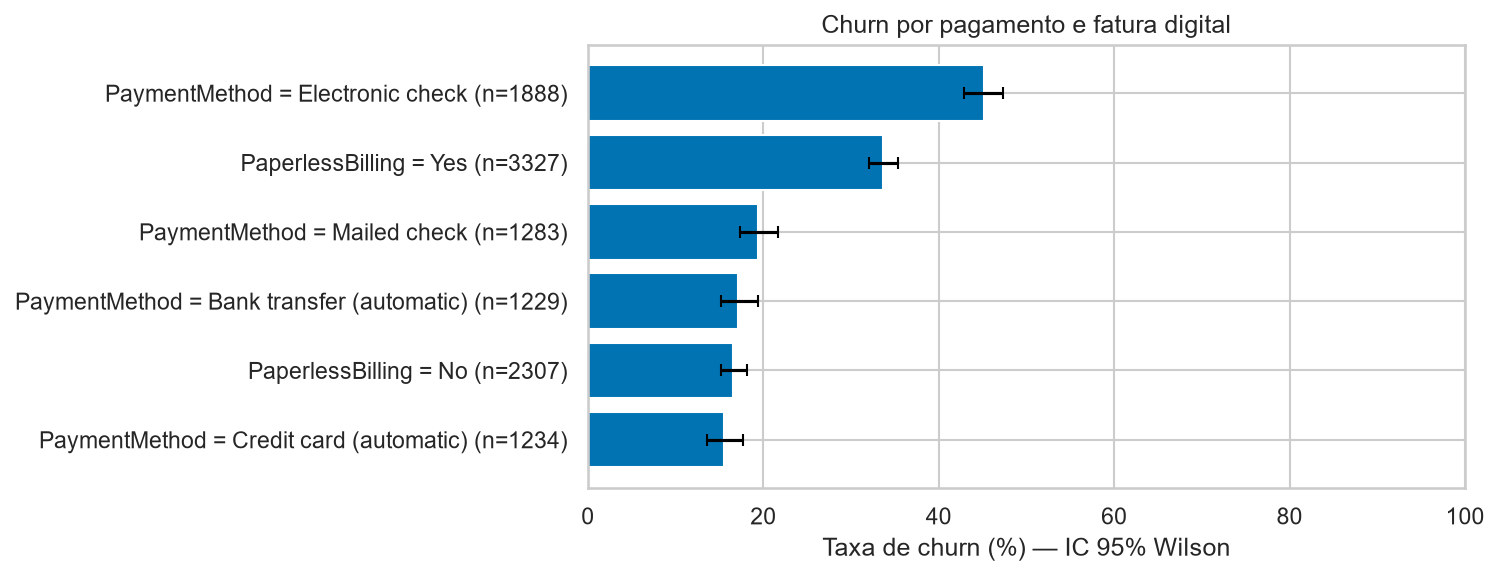 Churn por pagamento e fatura digital
PaymentMethod = Electronic check (n=1888)
PaperlessBilling = Yes (n=3327)
PaymentMethod = Mailed check (n=1283)
PaymentMethod = Bank transfer (automatic) (n=1229)
PaperlessBilling = No (n=2307)
PaymentMethod = Credit card (automatic) (n=1234)
0 20 40 60 80 100
Taxa de churn (%) — IC 95% Wilson